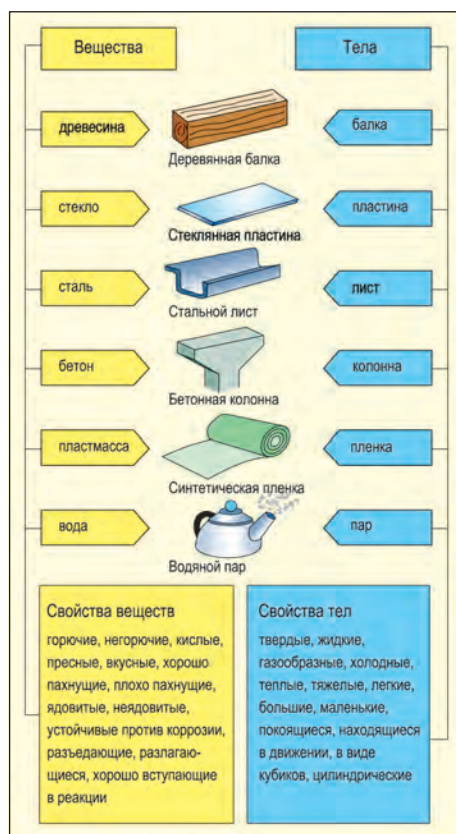 Вещества
Тела
древесина
балка
Деревянная балка
стекло
пластина
Стеклянная пластина
сталь
лист
Стальной лист
бетон
колонна
Бетонная колонна
пластмасса
пленка
Синтетическая пленка
вода
пар
Водяной пар
Свойства веществ
горючие, негорючие, кислые,
пресные, вкусные, хорошо
пахнущие, плохо пахнущие,
ядовитые, неядовитые,
устойчивые против коррозии,
разъедающие, разлагаю-
щиеся, хорошо вступающие
в реакции
Свойства тел
твердые, жидкие,
газообразные, холодные,
теплые, тяжелые, легкие,
большие, маленькие,
покоящиеся, находящиеся
в движении, в виде
кубиков, цилиндрические